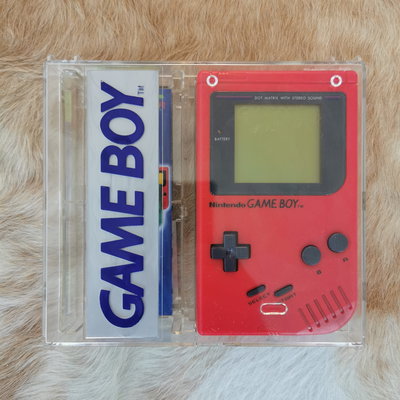 GAME BOY™
DOT MATRIX WITH STEREO SOUND
BATTERY
Nintendo GAME BOY™
B A
SELECT START